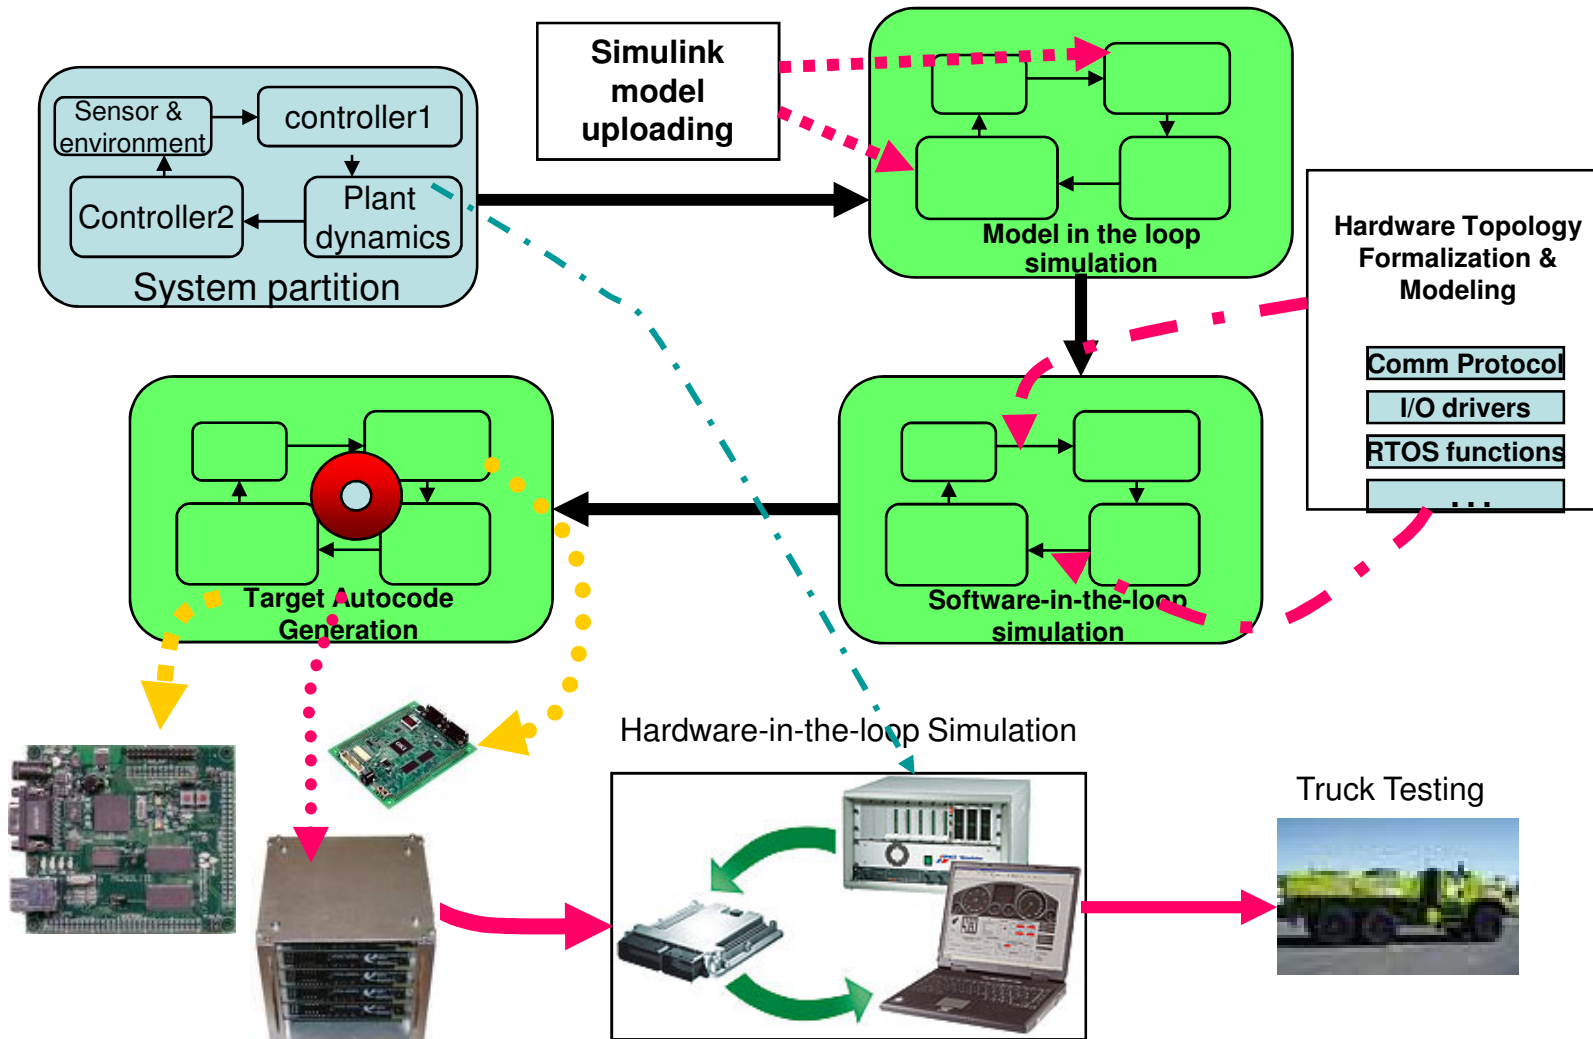 Simulink
model
uploading
Sensor &
environment
controller1
Controller2
Plant
dynamics
System partition
Model in the loop
simulation
Hardware Topology
Formalization &
Modeling
Comm Protocol
I/O drivers
RTOS functions
. . .
Target Autocode
Generation
Software-in-the-loop
simulation
Hardware-in-the-loop Simulation
Truck Testing